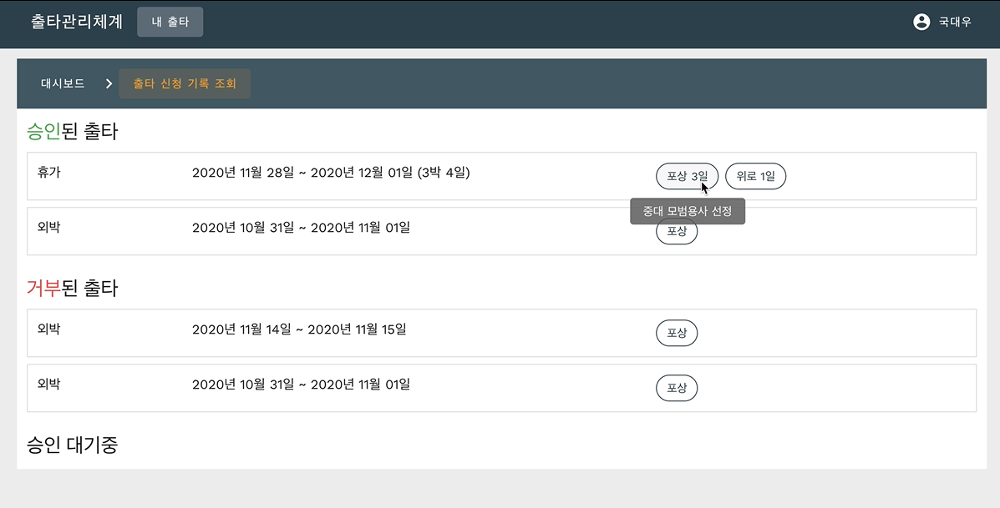 출타관리체계 내 출타 국대우
대시보드 출타 신청 기록 조회
승인된 출타
휴가 2020년 11월 28일 ~ 2020년 12월 01일 (3박 4일) 포상 3일 위로 1일
중대 모범용사 선정
외박 2020년 10월 31일 ~ 2020년 11월 01일 포상
거부된 출타
외박 2020년 11월 14일 ~ 2020년 11월 15일 포상
외박 2020년 10월 31일 ~ 2020년 11월 01일 포상
승인 대기중